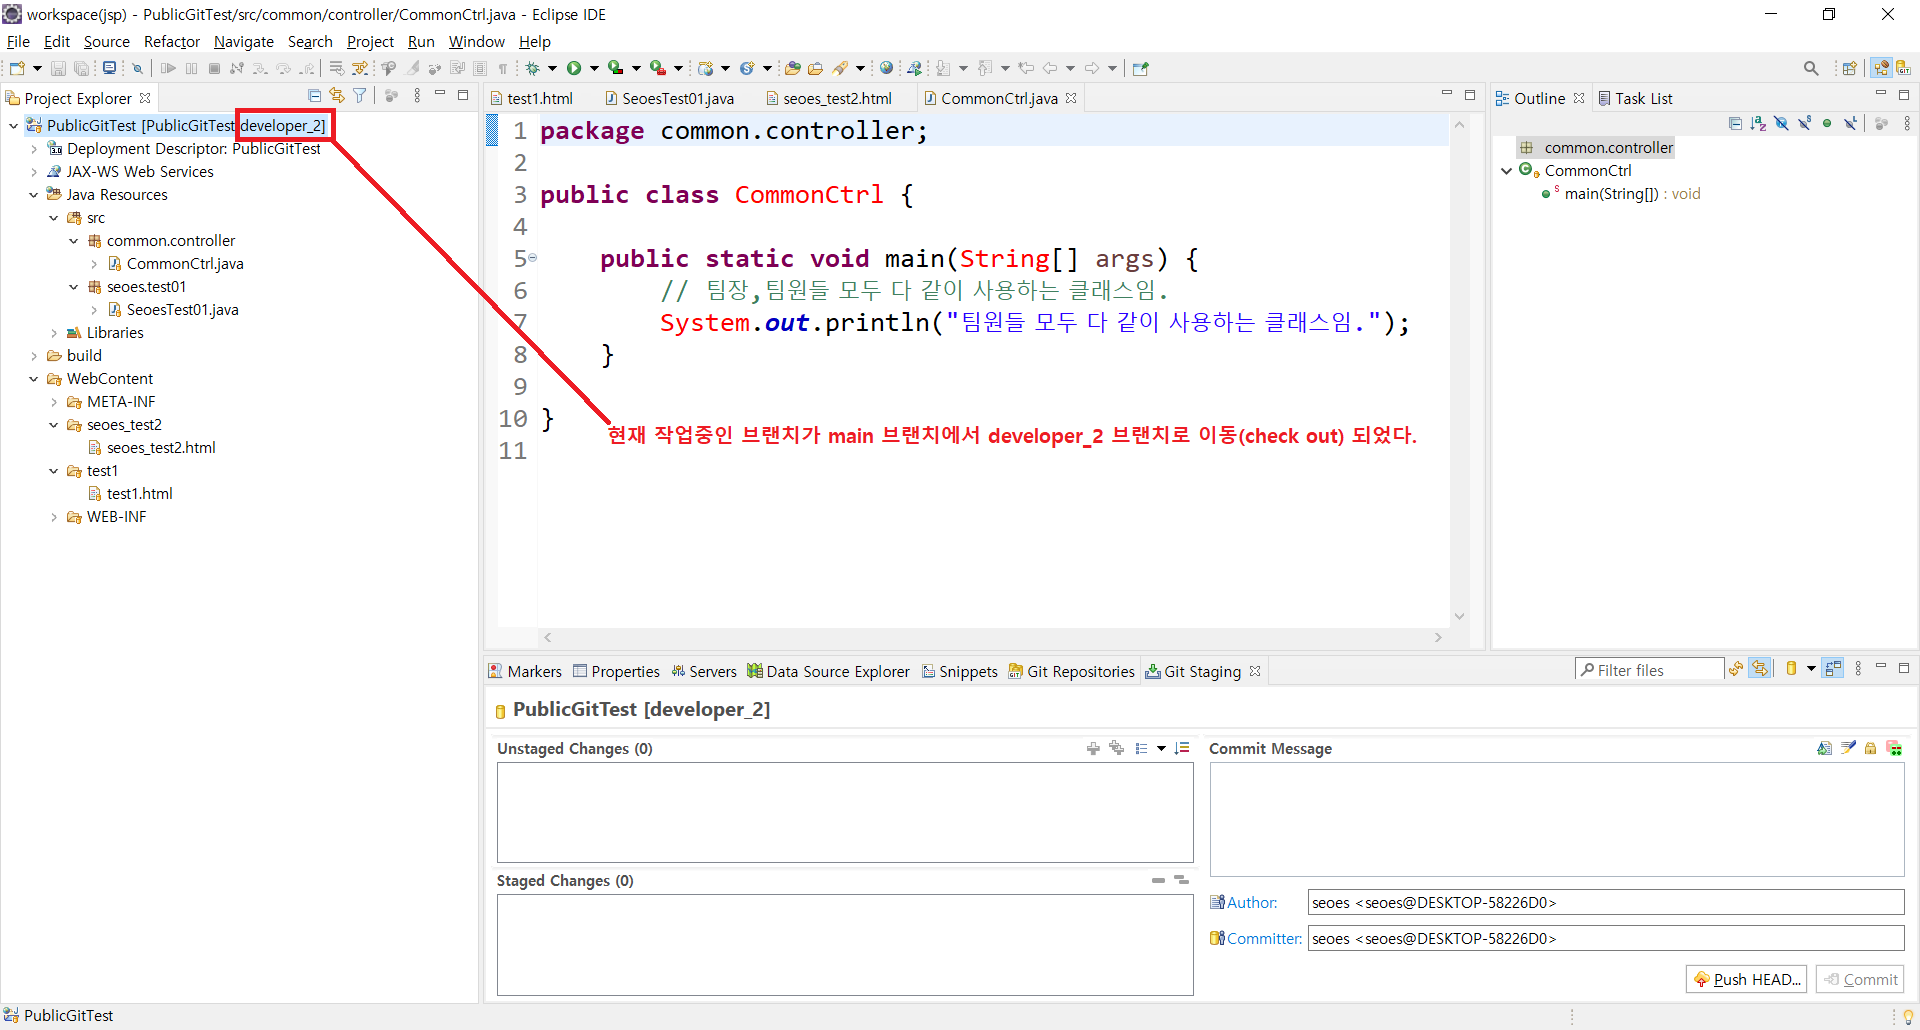 workspace(jsp) - PublicGitTest/src/common/controller/CommonCtrl.java - Eclipse IDE
File Edit Source Refactor Navigate Search Project Run Window Help
Project Explorer
PublicGitTest [PublicGitTest developer_2]
Deployment Descriptor: PublicGitTest
JAX-WS Web Services
Java Resources
src
common.controller
CommonCtrl.java
seoes.test01
SeoesTest01.java
Libraries
build
WebContent
META-INF
seoes_test2
seoes_test2.html
test1
test1.html
WEB-INF
test1.html SeoesTest01.java seoes_test2.html CommonCtrl.java
1 package common.controller;
2
3 public class CommonCtrl {
4
5 public static void main(String[] args) {
6 // 팀장,팀원들 모두 다 같이 사용하는 클래스임.
7 System.out.println("팀원들 모두 다 같이 사용하는 클래스임.");
8 }
9
10 }
11
현재 작업중인 브랜치가 main 브랜치에서 developer_2 브랜치로 이동(check out) 되었다.
Outline Task List
common.controller
CommonCtrl
main(String[]) : void
Markers Properties Servers Data Source Explorer Snippets Git Repositories Git Staging
Filter files
PublicGitTest [developer_2]
Unstaged Changes (0)
Staged Changes (0)
Commit Message
Author: seoes <seoes@DESKTOP-58226D0>
Committer: seoes <seoes@DESKTOP-58226D0>
Push HEAD... Commit
PublicGitTest